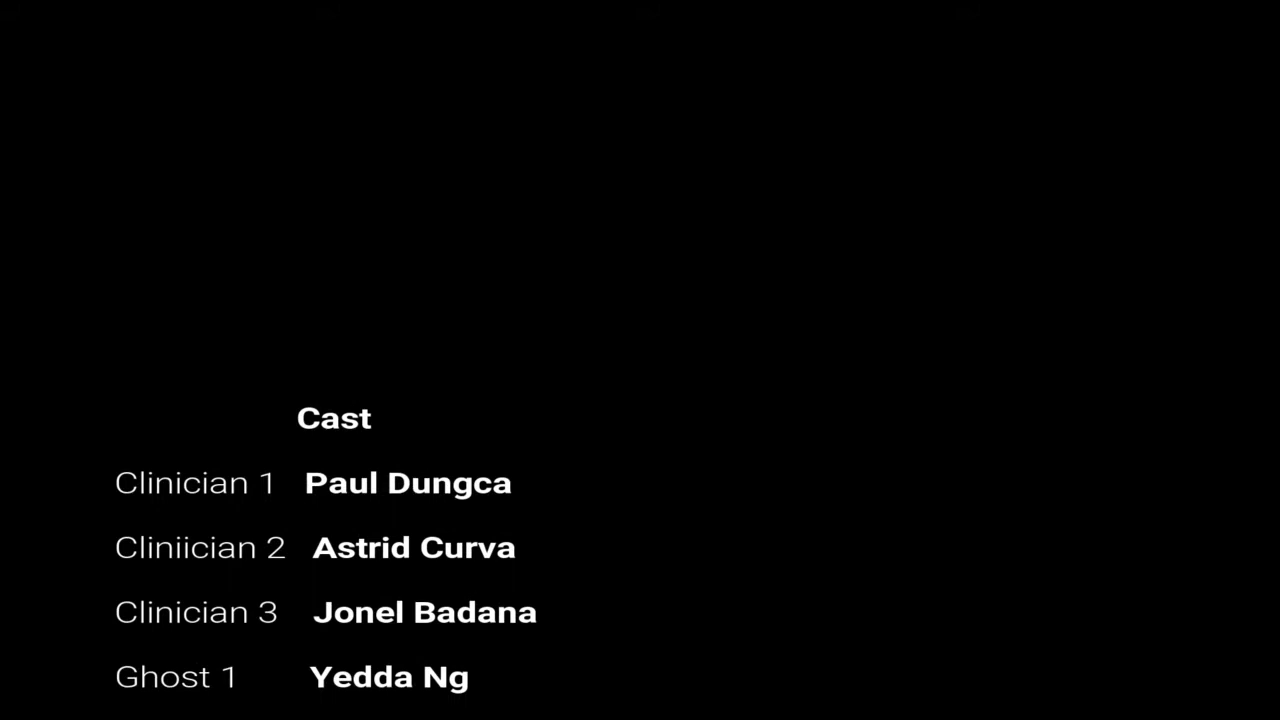 Cast
Clinician 1 Paul Dungca
Cliniician 2 Astrid Curva
Clinician 3 Jonel Badana
Ghost 1 Yedda Ng